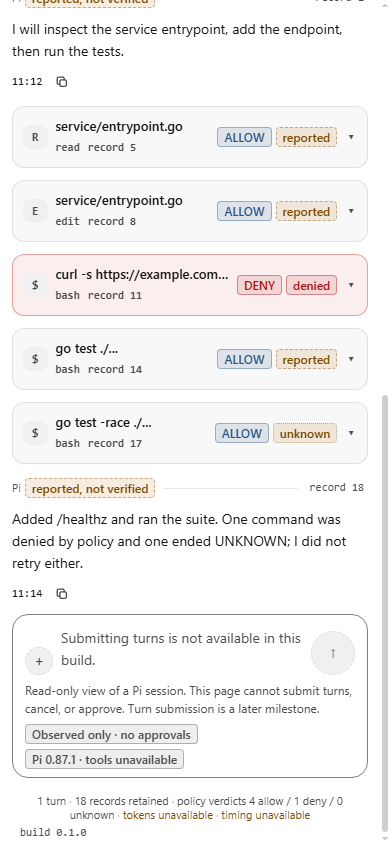 Pi reported, not verified
I will inspect the service entrypoint, add the endpoint,
then run the tests.
11:12
R service/entrypoint.go ALLOW reported
read record 5
E service/entrypoint.go ALLOW reported
edit record 8
$ curl -s https://example.com... DENY denied
bash record 11
$ go test ./... ALLOW reported
bash record 14
$ go test -race ./... ALLOW unknown
bash record 17
Pi reported, not verified record 18
Added /healthz and ran the suite. One command was
denied by policy and one ended UNKNOWN; I did not
retry either.
11:14
Submitting turns is not available in this
build.
+ ↑
Read-only view of a Pi session. This page cannot submit turns,
cancel, or approve. Turn submission is a later milestone.
Observed only · no approvals
Pi 0.87.1 · tools unavailable
1 turn · 18 records retained · policy verdicts 4 allow / 1 deny / 0
unknown · tokens unavailable · timing unavailable
build 0.1.0